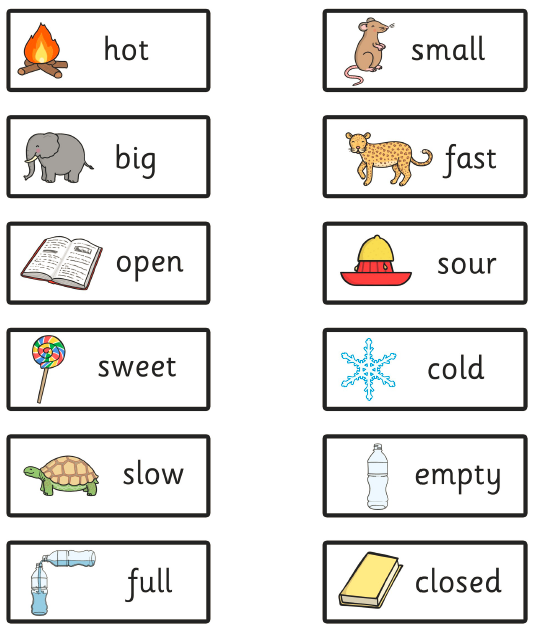 hot
small
big
fast
open
sour
sweet
cold
slow
empty
full
closed